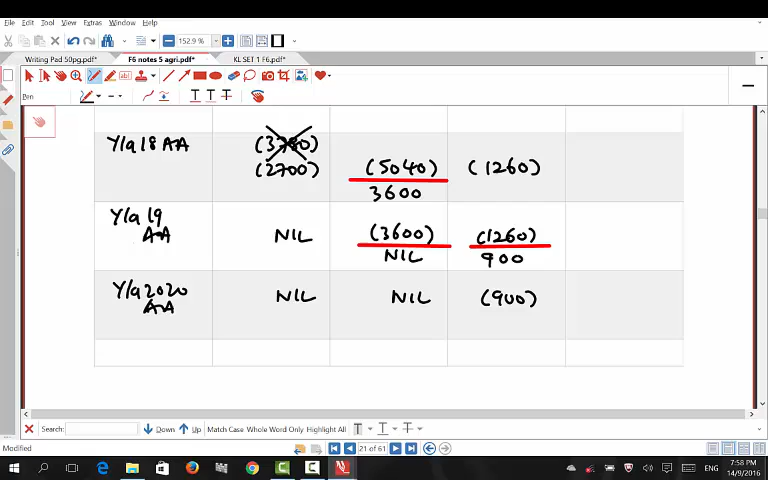 File Edit Tool View Extras Window Help
152.9%
Writing Pad 50pg.pdf* F6 notes 5 agri.pdf* KL SET 1 F6.pdf*
Pen
Y/a 18 AA (3780)
(2700) (5040) (1260)
3600
Y/a 19
AA NIL (3600) (1260)
NIL 900
Y/a 2020
AA NIL NIL (900)
Search: Down Up Match Case Whole Word Only Highlight All
Modified 21 of 61
ENG 7:58 PM
14/9/2016